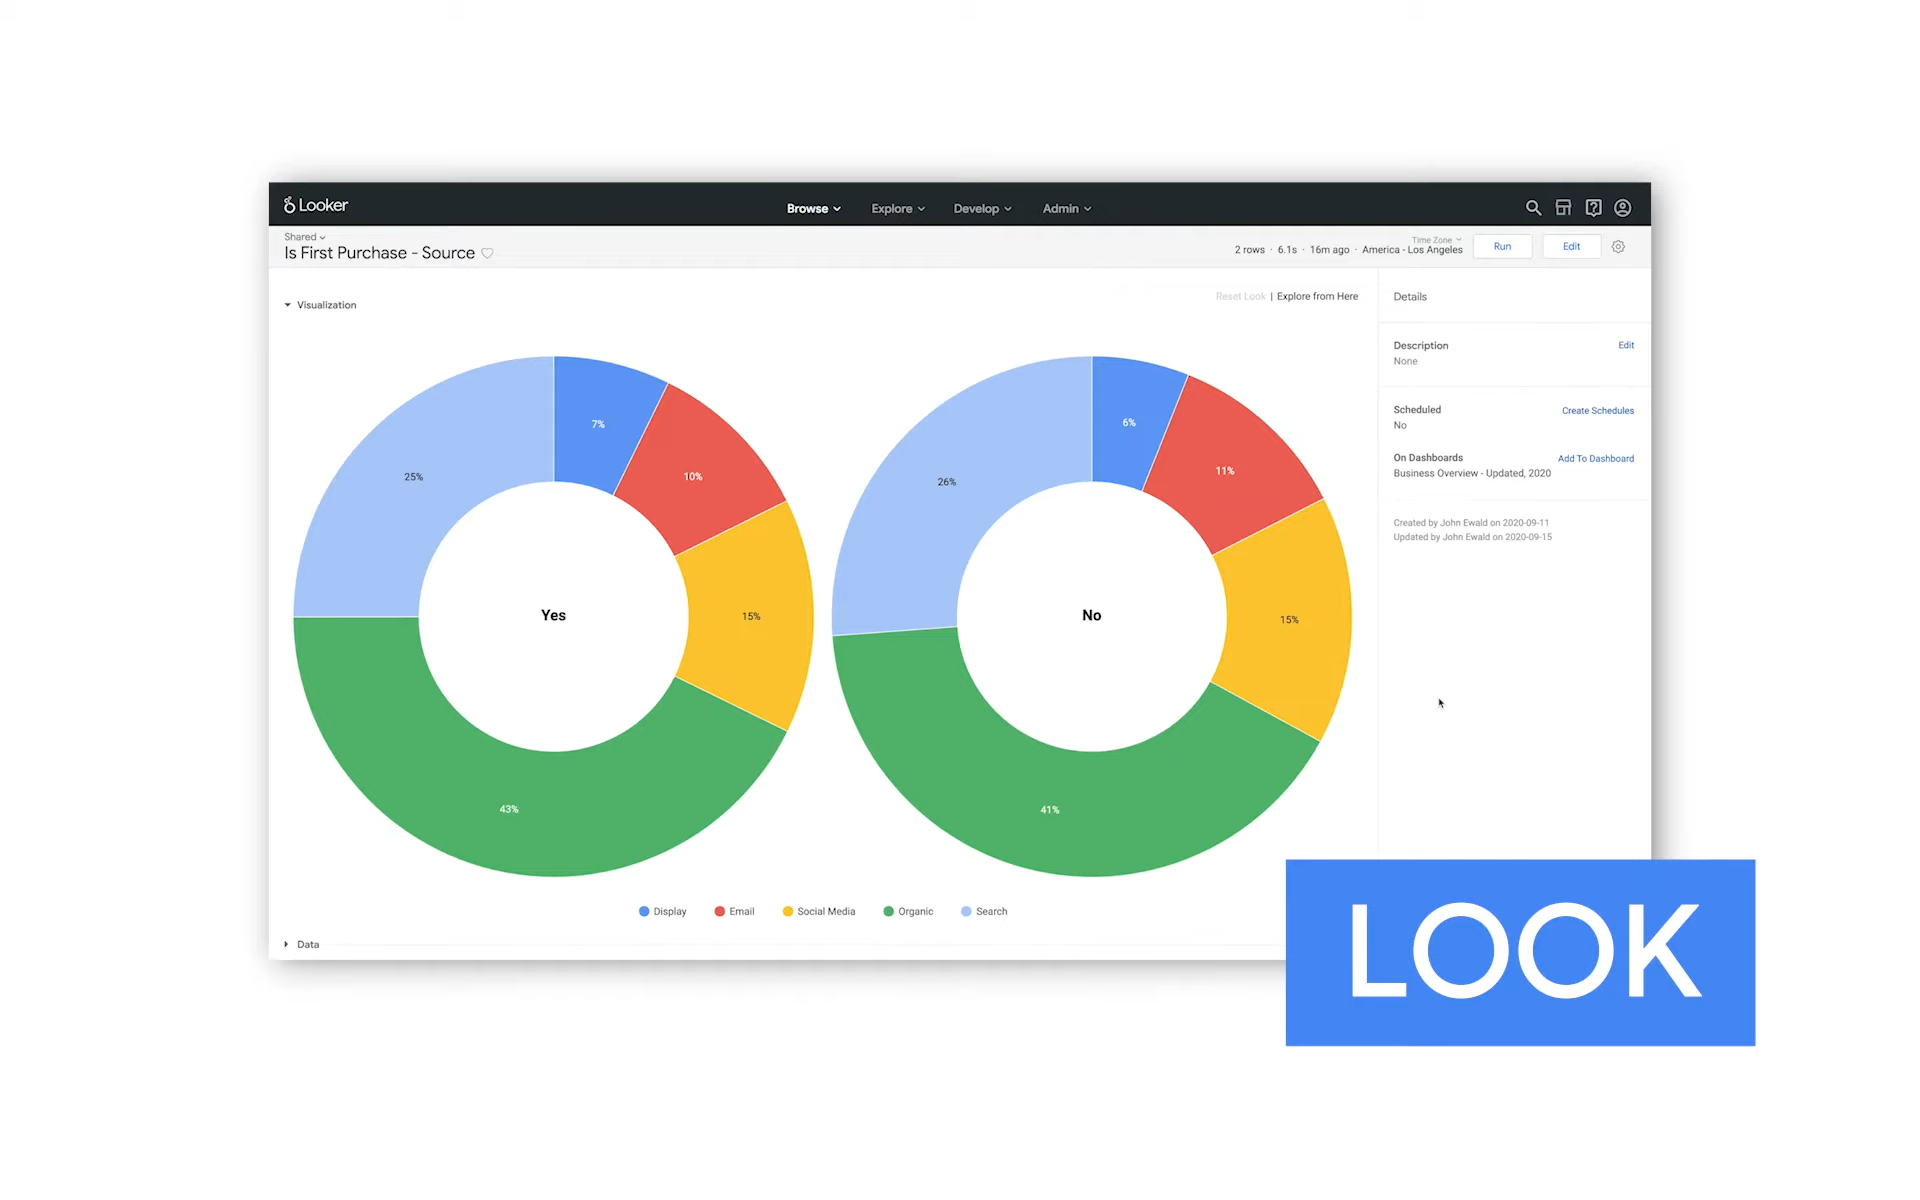 Looker
Browse Explore Develop Admin
Shared
Is First Purchase - Source
Time Zone
2 rows · 6.1s · 16m ago · America - Los Angeles
Run
Edit
Visualization
Reset Look | Explore from Here
7%
10%
15%
43%
25%
Yes
6%
11%
15%
41%
26%
No
Display Email Social Media Organic Search
Data
Details
Description Edit
None
Scheduled Create Schedules
No
On Dashboards Add To Dashboard
Business Overview - Updated, 2020
Created by John Ewald on 2020-09-11
Updated by John Ewald on 2020-09-15
LOOK